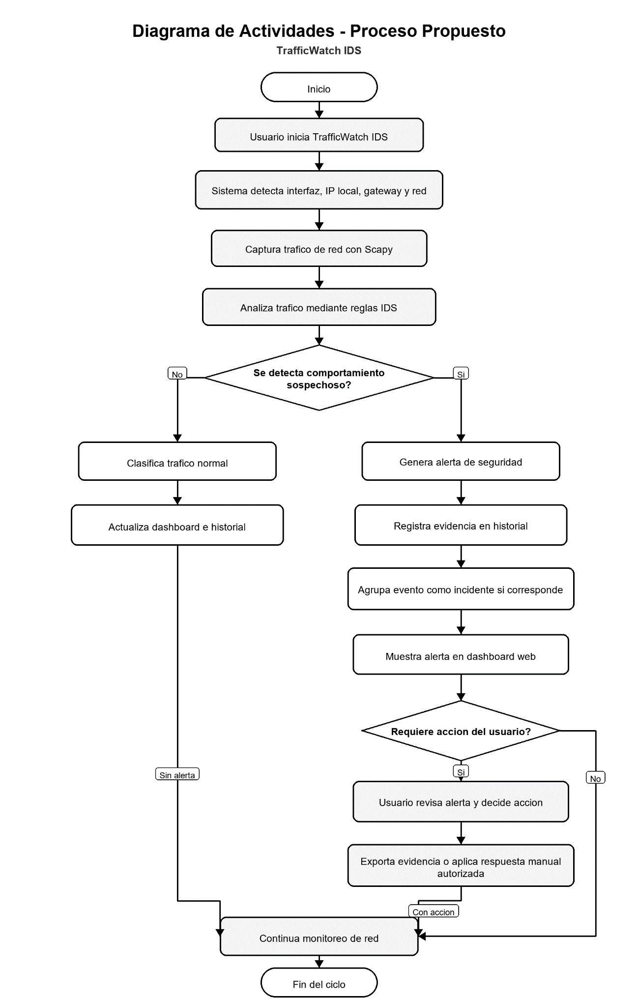 Diagrama de Actividades - Proceso Propuesto
TrafficWatch IDS
Inicio
Usuario inicia TrafficWatch IDS
Sistema detecta interfaz, IP local, gateway y red
Captura trafico de red con Scapy
Analiza trafico mediante reglas IDS
Se detecta comportamiento
sospechoso?
No
Si
Clasifica trafico normal
Genera alerta de seguridad
Actualiza dashboard e historial
Registra evidencia en historial
Agrupa evento como incidente si corresponde
Muestra alerta en dashboard web
Requiere accion del usuario?
Sin alerta
Si
No
Usuario revisa alerta y decide accion
Exporta evidencia o aplica respuesta manual
autorizada
Con accion
Continua monitoreo de red
Fin del ciclo